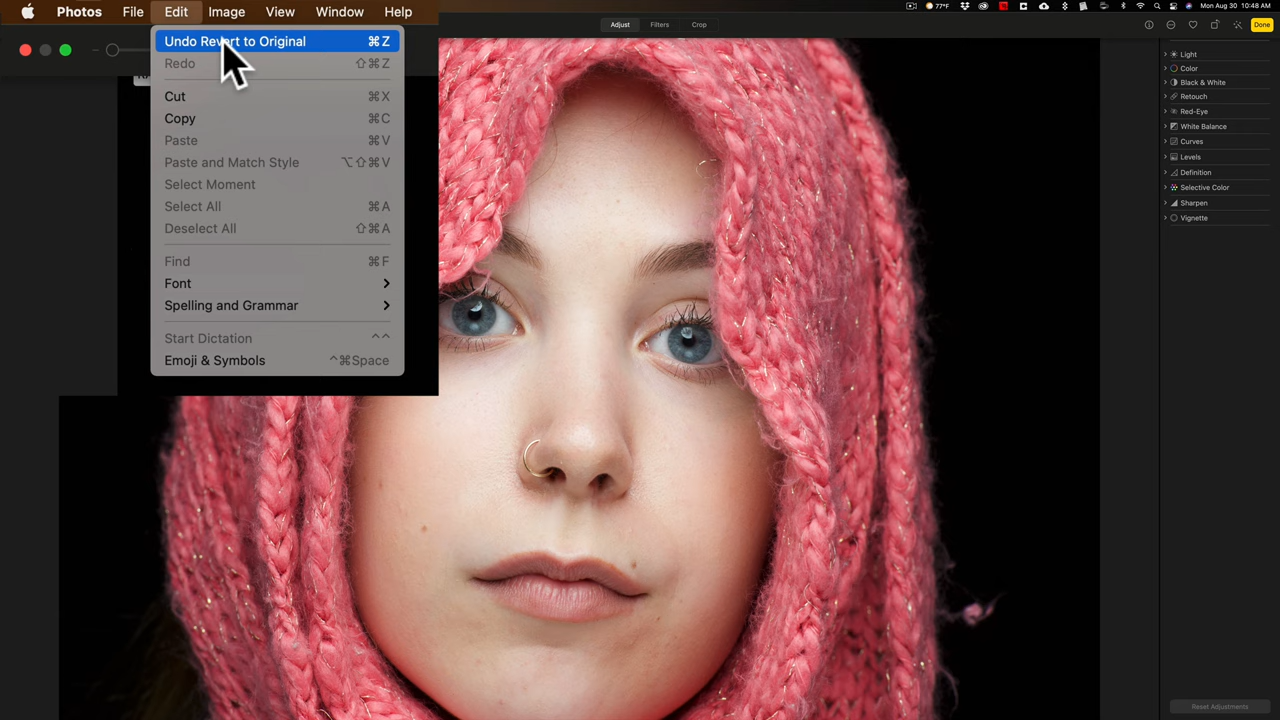 Photos File Edit Image View Window Help
77°F Mon Aug 30 10:48 AM
Adjust Filters Crop Done
Undo Revert to Original ⌘Z
Redo ⇧⌘Z
Cut ⌘X
Copy ⌘C
Paste ⌘V
Paste and Match Style ⌥⇧⌘V
Select Moment
Select All ⌘A
Deselect All ⇧⌘A
Find ⌘F
Font
Spelling and Grammar
Start Dictation ^^
Emoji & Symbols ^⌘Space
Light
Color
Black & White
Retouch
Red-Eye
White Balance
Curves
Levels
Definition
Selective Color
Sharpen
Vignette
Reset Adjustments